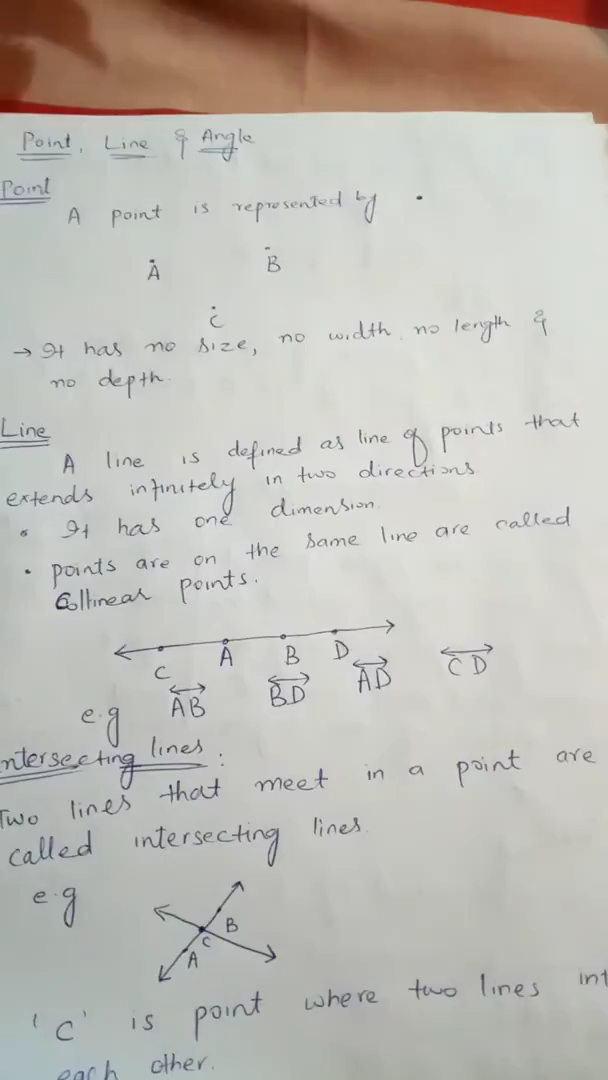 Point, Line & Angle
Point
A point is represented by •
A B
C
→ It has no size, no width, no length &
no depth.
Line
A line is defined as line of points that
extends infinitely in two directions
• It has one dimension.
• points are on the same line are called
Collinear points.
C A B D
e.g AB BD AD CD
Intersecting lines:
Two lines that meet in a point are
called intersecting lines.
e.g
B
C
A
'C' is point where two lines int
each other.